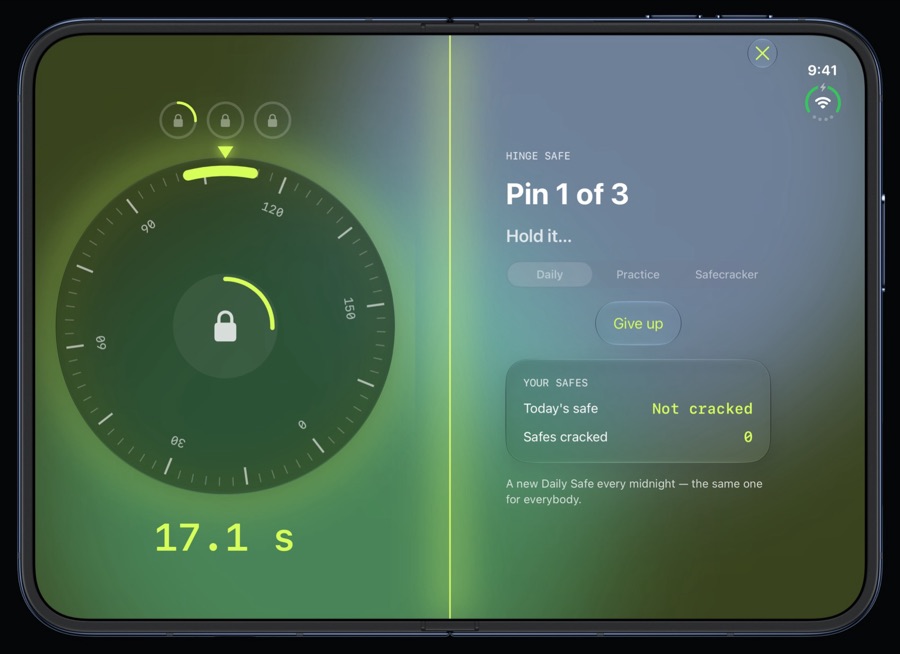 9:41
90
120
60
150
30
0
17.1 s
HINGE SAFE
Pin 1 of 3
Hold it...
Daily
Practice
Safecracker
Give up
YOUR SAFES
Today's safe Not cracked
Safes cracked 0
A new Daily Safe every midnight — the same one
for everybody.